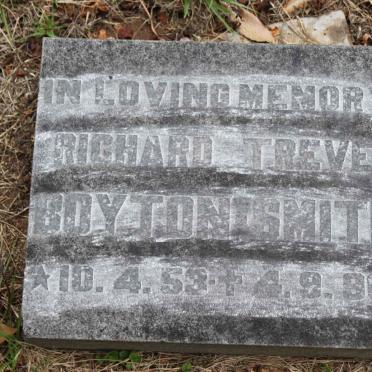 IN LOVING MEMOR
RICHARD TREVE
BOYTON SMIT
★ 10. 4. 53 - ✝ 4. 9. 9